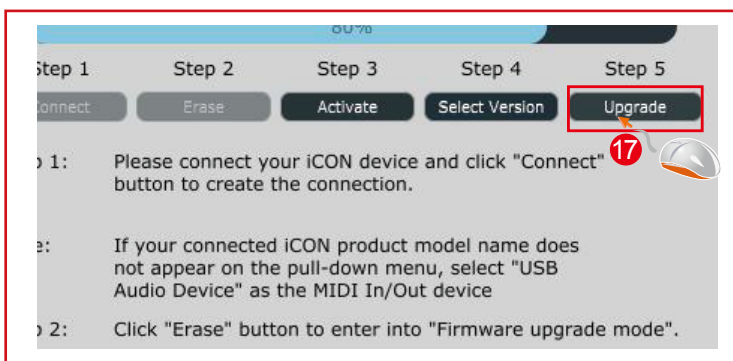 80%
Step 1 Step 2 Step 3 Step 4 Step 5
Connect Erase Activate Select Version Upgrade
17
p 1: Please connect your iCON device and click "Connect"
button to create the connection.
e: If your connected iCON product model name does
not appear on the pull-down menu, select "USB
Audio Device" as the MIDI In/Out device
p 2: Click "Erase" button to enter into "Firmware upgrade mode".